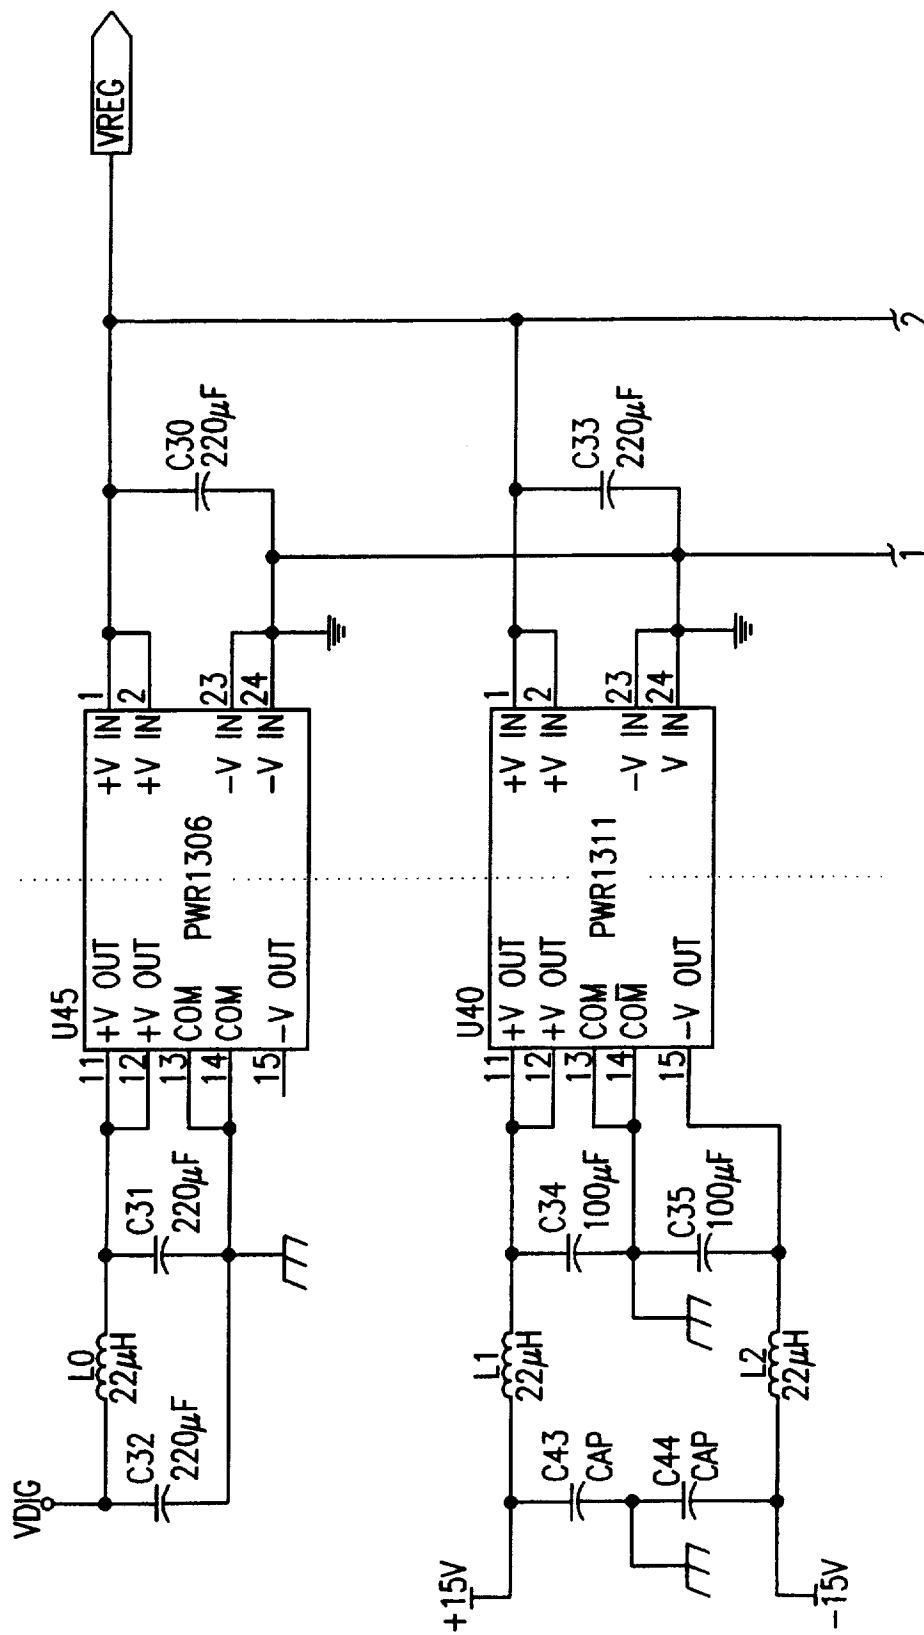 VREG
C30
220µF
1
+V IN
2
+V IN
23
-V IN
24
-V IN
PWR1306
U45
+V OUT
11
+V OUT
12
COM
13
COM
14
-V OUT
15
C31
220µF
L0
22µH
C32
220µF
VDIG
2
1
C33
220µF
1
+V IN
2
+V IN
23
-V IN
24
V IN
PWR1311
U40
+V OUT
11
+V OUT
12
COM
13
COM̅
14
-V OUT
15
C34
100µF
C35
100µF
L1
22µH
L2
22µH
C43
CAP
C44
CAP
+15V
-15V